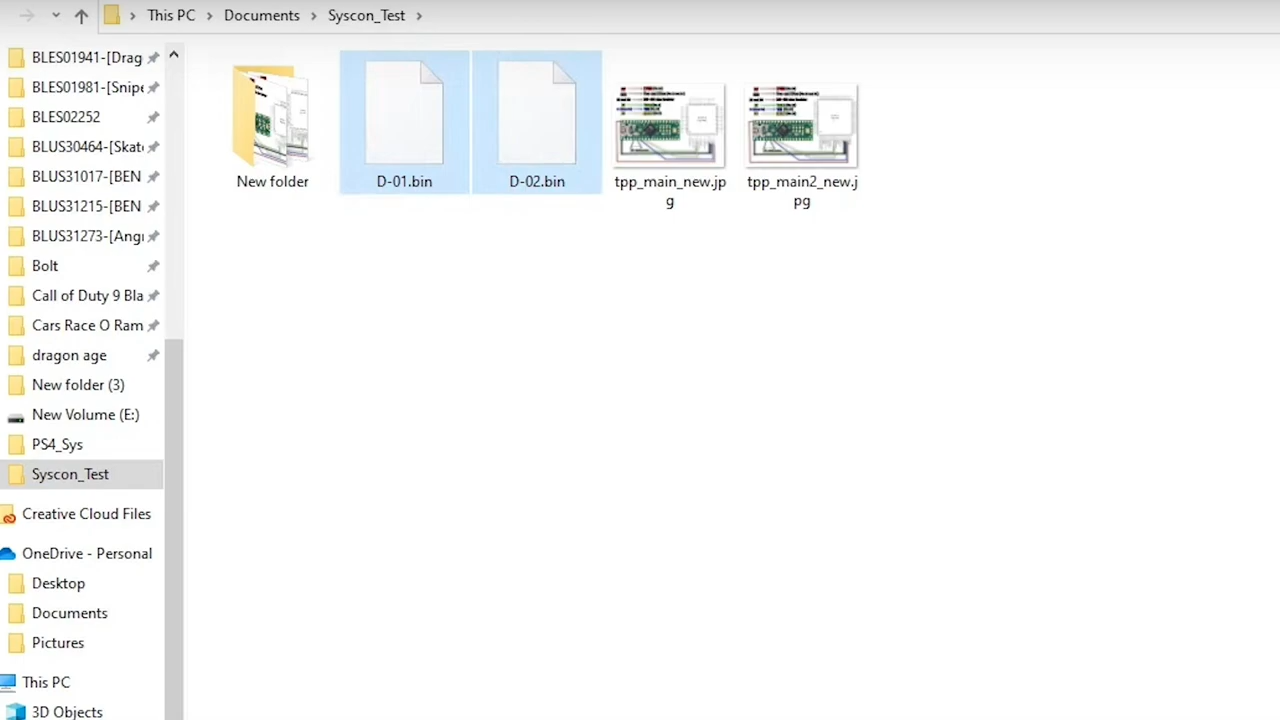 This PC
Documents
Syscon_Test
BLES01941-[Drag
BLES01981-[Snipe
BLES02252
BLUS30464-[Skat
BLUS31017-[BEN
BLUS31215-[BEN
BLUS31273-[Angr
Bolt
Call of Duty 9 Bla
Cars Race O Ram
dragon age
New folder (3)
New Volume (E:)
PS4_Sys
Syscon_Test
Creative Cloud Files
OneDrive - Personal
Desktop
Documents
Pictures
This PC
3D Objects
New folder
D-01.bin
D-02.bin
tpp_main_new.jp
g
tpp_main2_new.j
pg